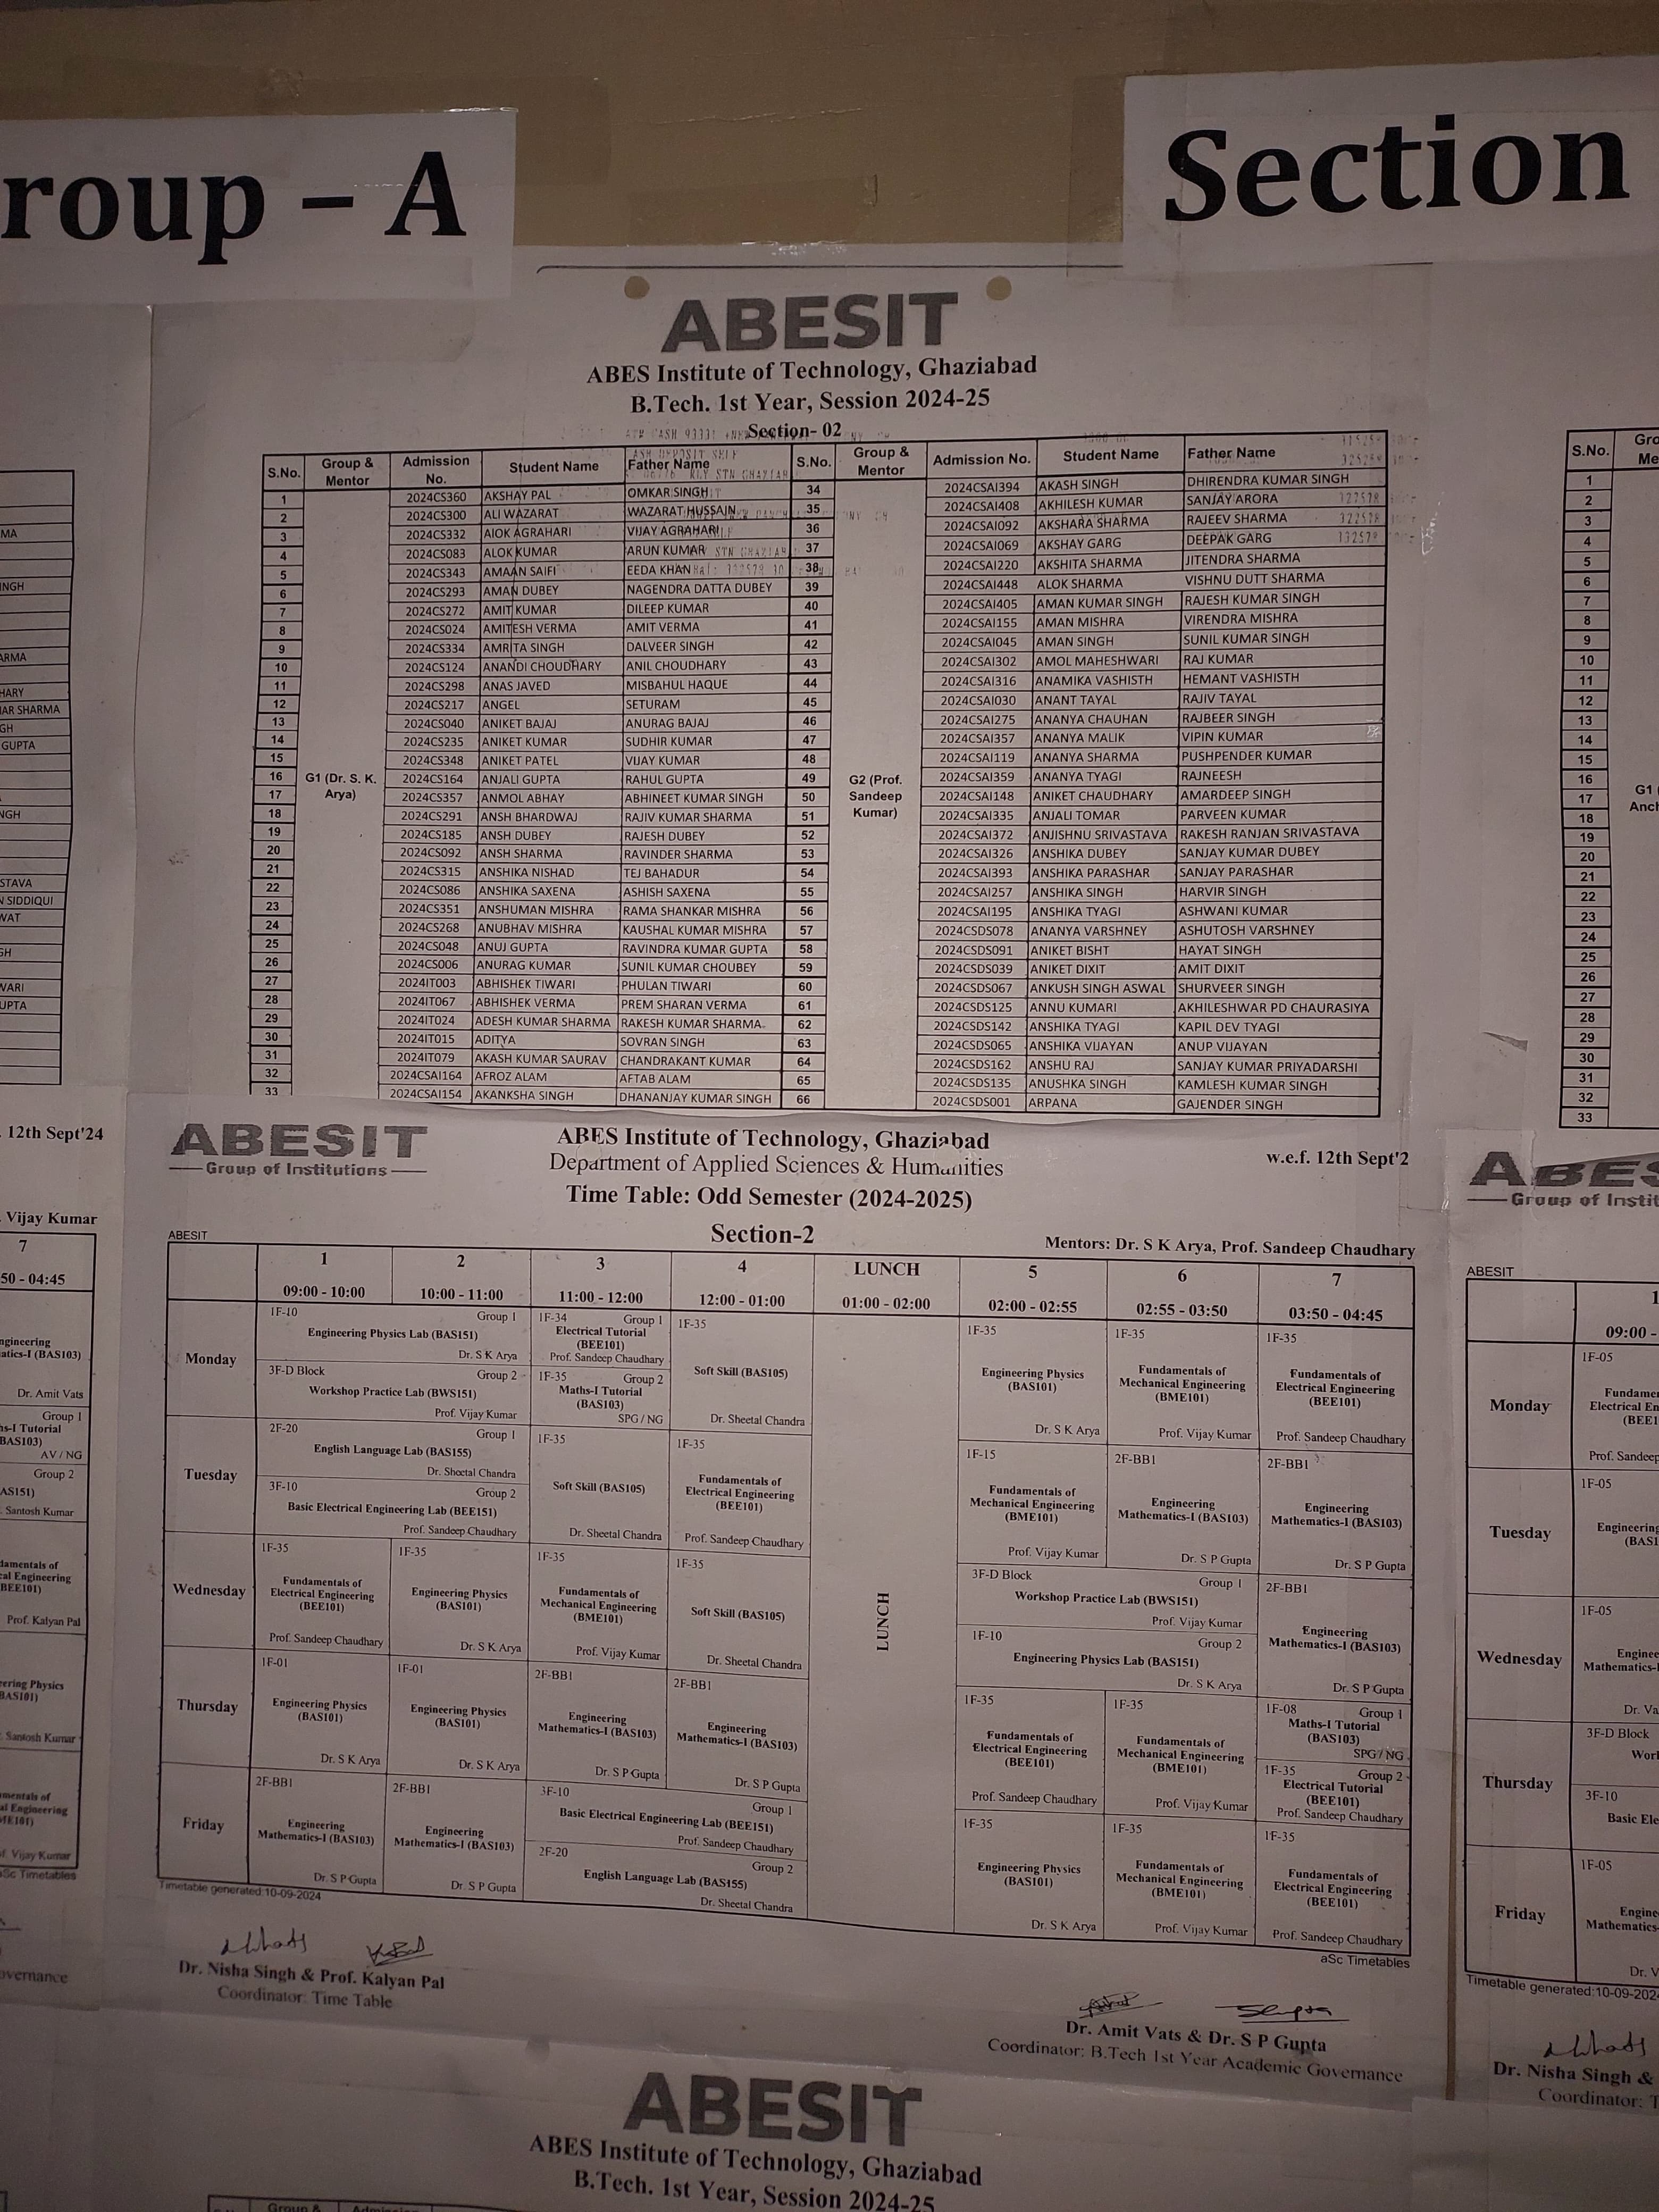 roup – A
Section
ABESIT
ABES Institute of Technology, Ghaziabad
B.Tech. 1st Year, Session 2024-25
Section- 02
S.No. Group & Mentor Admission No. Student Name Father Name S.No. Group & Mentor Admission No. Student Name Father Name
1 2024CS360 AKSHAY PAL OMKAR SINGH 34 2024CSAI394 AKASH SINGH DHIRENDRA KUMAR SINGH
2 2024CS300 ALI WAZARAT WAZARAT HUSSAIN 35 2024CSAI408 AKHILESH KUMAR SANJAY ARORA
3 2024CS332 AlOK AGRAHARI VIJAY AGRAHARI 36 2024CSAI092 AKSHARA SHARMA RAJEEV SHARMA
4 2024CS083 ALOK KUMAR ARUN KUMAR 37 2024CSAI069 AKSHAY GARG DEEPAK GARG
5 2024CS343 AMAAN SAIFI EEDA KHAN 38 2024CSAI220 AKSHITA SHARMA JITENDRA SHARMA
6 2024CS293 AMAN DUBEY NAGENDRA DATTA DUBEY 39 2024CSAI448 ALOK SHARMA VISHNU DUTT SHARMA
7 2024CS272 AMIT KUMAR DILEEP KUMAR 40 2024CSAI405 AMAN KUMAR SINGH RAJESH KUMAR SINGH
8 2024CS024 AMITESH VERMA AMIT VERMA 41 2024CSAI155 AMAN MISHRA VIRENDRA MISHRA
9 2024CS334 AMRITA SINGH DALVEER SINGH 42 2024CSAI045 AMAN SINGH SUNIL KUMAR SINGH
10 2024CS124 ANANDI CHOUDHARY ANIL CHOUDHARY 43 2024CSAI302 AMOL MAHESHWARI RAJ KUMAR
11 2024CS298 ANAS JAVED MISBAHUL HAQUE 44 2024CSAI316 ANAMIKA VASHISTH HEMANT VASHISTH
12 2024CS217 ANGEL SETURAM 45 2024CSAI030 ANANT TAYAL RAJIV TAYAL
13 2024CS040 ANIKET BAJAJ ANURAG BAJAJ 46 2024CSAI275 ANANYA CHAUHAN RAJBEER SINGH
14 2024CS235 ANIKET KUMAR SUDHIR KUMAR 47 2024CSAI357 ANANYA MALIK VIPIN KUMAR
15 2024CS348 ANIKET PATEL VIJAY KUMAR 48 2024CSAI119 ANANYA SHARMA PUSHPENDER KUMAR
16 G1 (Dr. S. K. Arya) 2024CS164 ANJALI GUPTA RAHUL GUPTA 49 G2 (Prof. Sandeep Kumar) 2024CSAI359 ANANYA TYAGI RAJNEESH
17 2024CS357 ANMOL ABHAY ABHINEET KUMAR SINGH 50 2024CSAI148 ANIKET CHAUDHARY AMARDEEP SINGH
18 2024CS291 ANSH BHARDWAJ RAJIV KUMAR SHARMA 51 2024CSAI335 ANJALI TOMAR PARVEEN KUMAR
19 2024CS185 ANSH DUBEY RAJESH DUBEY 52 2024CSAI372 ANJISHNU SRIVASTAVA RAKESH RANJAN SRIVASTAVA
20 2024CS092 ANSH SHARMA RAVINDER SHARMA 53 2024CSAI326 ANSHIKA DUBEY SANJAY KUMAR DUBEY
21 2024CS315 ANSHIKA NISHAD TEJ BAHADUR 54 2024CSAI393 ANSHIKA PARASHAR SANJAY PARASHAR
22 2024CS086 ANSHIKA SAXENA ASHISH SAXENA 55 2024CSAI257 ANSHIKA SINGH HARVIR SINGH
23 2024CS351 ANSHUMAN MISHRA RAMA SHANKAR MISHRA 56 2024CSAI195 ANSHIKA TYAGI ASHWANI KUMAR
24 2024CS268 ANUBHAV MISHRA KAUSHAL KUMAR MISHRA 57 2024CSDS078 ANANYA VARSHNEY ASHUTOSH VARSHNEY
25 2024CS048 ANUJ GUPTA RAVINDRA KUMAR GUPTA 58 2024CSDS091 ANIKET BISHT HAYAT SINGH
26 2024CS006 ANURAG KUMAR SUNIL KUMAR CHOUBEY 59 2024CSDS039 ANIKET DIXIT AMIT DIXIT
27 2024IT003 ABHISHEK TIWARI PHULAN TIWARI 60 2024CSDS067 ANKUSH SINGH ASWAL SHURVEER SINGH
28 2024IT067 ABHISHEK VERMA PREM SHARAN VERMA 61 2024CSDS125 ANNU KUMARI AKHILESHWAR PD CHAURASIYA
29 2024IT024 ADESH KUMAR SHARMA RAKESH KUMAR SHARMA 62 2024CSDS142 ANSHIKA TYAGI KAPIL DEV TYAGI
30 2024IT015 ADITYA SOVRAN SINGH 63 2024CSDS065 ANSHIKA VIJAYAN ANUP VIJAYAN
31 2024IT079 AKASH KUMAR SAURAV CHANDRAKANT KUMAR 64 2024CSDS162 ANSHU RAJ SANJAY KUMAR PRIYADARSHI
32 2024CSAI164 AFROZ ALAM AFTAB ALAM 65 2024CSDS135 ANUSHKA SINGH KAMLESH KUMAR SINGH
33 2024CSAI154 AKANKSHA SINGH DHANANJAY KUMAR SINGH 66 2024CSDS001 ARPANA GAJENDER SINGH
ABESIT
Group of Institutions
ABES Institute of Technology, Ghaziabad
Department of Applied Sciences & Humanities
w.e.f. 12th Sept'2
Time Table: Odd Semester (2024-2025)
ABESIT
Section-2
Mentors: Dr. S K Arya, Prof. Sandeep Chaudhary
1 2 3 4 LUNCH 5 6 7
09:00 - 10:00 10:00 - 11:00 11:00 - 12:00 12:00 - 01:00 01:00 - 02:00 02:00 - 02:55 02:55 - 03:50 03:50 - 04:45
Monday
1F-10 Group 1
Engineering Physics Lab (BAS151)
Dr. S K Arya
3F-D Block Group 2
Workshop Practice Lab (BWS151)
Prof. Vijay Kumar
1F-34 Group 1
Electrical Tutorial
(BEE101)
Prof. Sandeep Chaudhary
1F-35 Group 2
Maths-I Tutorial
(BAS103)
SPG / NG
1F-35
Soft Skill (BAS105)
Dr. Sheetal Chandra
1F-35
Engineering Physics
(BAS101)
Dr. S K Arya
1F-35
Fundamentals of
Mechanical Engineering
(BME101)
Prof. Vijay Kumar
1F-35
Fundamentals of
Electrical Engineering
(BEE101)
Prof. Sandeep Chaudhary
Tuesday
2F-20 Group 1
English Language Lab (BAS155)
Dr. Sheetal Chandra
3F-10 Group 2
Basic Electrical Engineering Lab (BEE151)
Prof. Sandeep Chaudhary
1F-35
Soft Skill (BAS105)
Dr. Sheetal Chandra
1F-35
Fundamentals of
Electrical Engineering
(BEE101)
Prof. Sandeep Chaudhary
1F-15
Fundamentals of
Mechanical Engineering
(BME101)
Prof. Vijay Kumar
2F-BB1
Engineering
Mathematics-I (BAS103)
Dr. S P Gupta
2F-BB1
Engineering
Mathematics-I (BAS103)
Dr. S P Gupta
Wednesday
1F-35
Fundamentals of
Electrical Engineering
(BEE101)
Prof. Sandeep Chaudhary
1F-35
Engineering Physics
(BAS101)
Dr. S K Arya
1F-35
Fundamentals of
Mechanical Engineering
(BME101)
Prof. Vijay Kumar
1F-35
Soft Skill (BAS105)
Dr. Sheetal Chandra
LUNCH
3F-D Block Group 1
Workshop Practice Lab (BWS151)
Prof. Vijay Kumar
1F-10 Group 2
Engineering Physics Lab (BAS151)
Dr. S K Arya
2F-BB1
Engineering
Mathematics-I (BAS103)
Dr. S P Gupta
Thursday
1F-01
Engineering Physics
(BAS101)
Dr. S K Arya
1F-01
Engineering Physics
(BAS101)
Dr. S K Arya
2F-BB1
Engineering
Mathematics-I (BAS103)
Dr. S P Gupta
2F-BB1
Engineering
Mathematics-I (BAS103)
Dr. S P Gupta
1F-35
Fundamentals of
Electrical Engineering
(BEE101)
Prof. Sandeep Chaudhary
1F-35
Fundamentals of
Mechanical Engineering
(BME101)
Prof. Vijay Kumar
1F-08 Group 1
Maths-I Tutorial
(BAS103)
SPG / NG
1F-35 Group 2
Electrical Tutorial
(BEE101)
Prof. Sandeep Chaudhary
Friday
2F-BB1
Engineering
Mathematics-I (BAS103)
Dr. S P Gupta
2F-BB1
Engineering
Mathematics-I (BAS103)
Dr. S P Gupta
3F-10 Group 1
Basic Electrical Engineering Lab (BEE151)
Prof. Sandeep Chaudhary
2F-20 Group 2
English Language Lab (BAS155)
Dr. Sheetal Chandra
1F-35
Engineering Physics
(BAS101)
Dr. S K Arya
1F-35
Fundamentals of
Mechanical Engineering
(BME101)
Prof. Vijay Kumar
1F-35
Fundamentals of
Electrical Engineering
(BEE101)
Prof. Sandeep Chaudhary
Timetable generated:10-09-2024
aSc Timetables
Dr. Nisha Singh & Prof. Kalyan Pal
Coordinator: Time Table
Dr. Amit Vats & Dr. S P Gupta
Coordinator: B.Tech 1st Year Academic Governance
ABESIT
ABES Institute of Technology, Ghaziabad
B.Tech. 1st Year, Session 2024-25